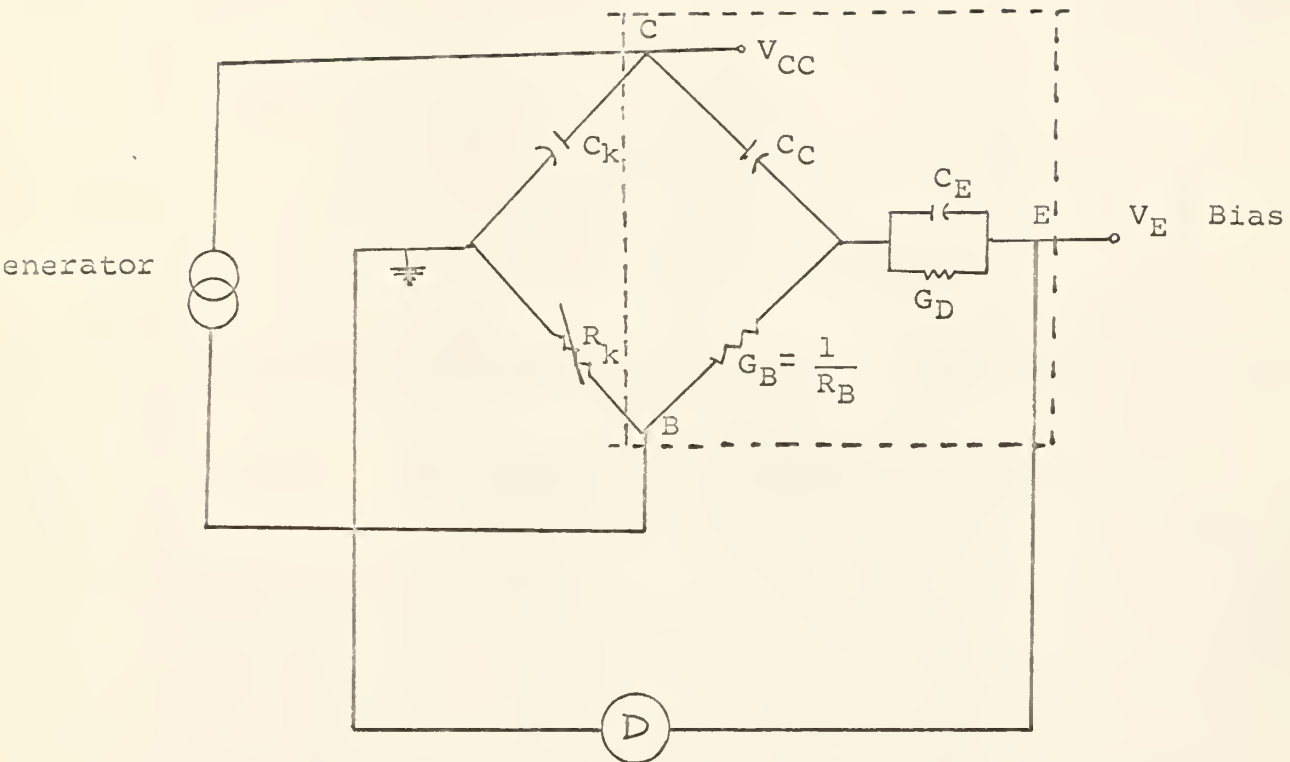 C
V_CC
C_k
C_C
C_E
E
V_E Bias
enerator
G_D
R_k
G_B = 1/R_B
B
D